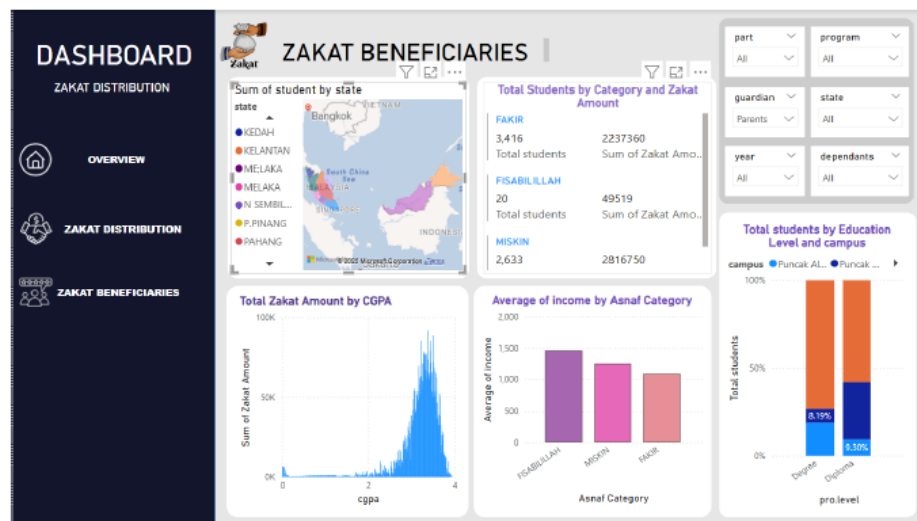 DASHBOARD
ZAKAT DISTRIBUTION
OVERVIEW
ZAKAT DISTRIBUTION
ZAKAT BENEFICIARIES
Zakat
ZAKAT BENEFICIARIES
Sum of student by state
state
KEDAH
KELANTAN
MELAKA
MELAKA
N SEMBIL...
P.PINANG
PAHANG
VIETNAM
Bangkok
South China
Sea
MALAYSIA
SINGAPORE
INDONES
© 2025 Microsoft Corporation
Total Students by Category and Zakat
Amount
FAKIR
3,416 2237360
Total students Sum of Zakat Amo...
FISABILILLAH
20 49519
Total students Sum of Zakat Amo...
MISKIN
2,633 2816750
part
All
program
All
guardian
Parents
state
All
year
All
dependants
All
Total Zakat Amount by CGPA
Sum of Zakat Amount
100K
50K
0K
0 2 4
cgpa
Average of income by Asnaf Category
Average of income
2,000
1,500
1,000
500
0
FISABILILLAH
MISKIN
FAKIR
Asnaf Category
Total students by Education
Level and campus
campus Puncak Al... Puncak ...
Total students
100%
50%
0%
8.19%
9.30%
Degree
Diploma
pro.level